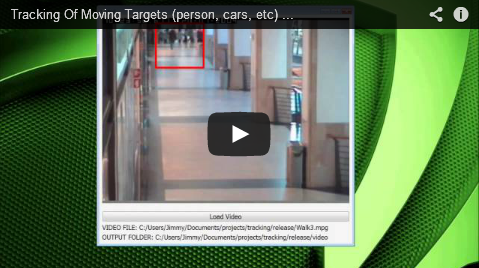 Tracking Of Moving Targets (person, cars, etc) ...
Load Video
VIDEO FILE: C:/Users/Jimmy/Documents/projects/tracking/release/Walk3.mpg
OUTPUT FOLDER: C:/Users/Jimmy/Documents/projects/tracking/release/video